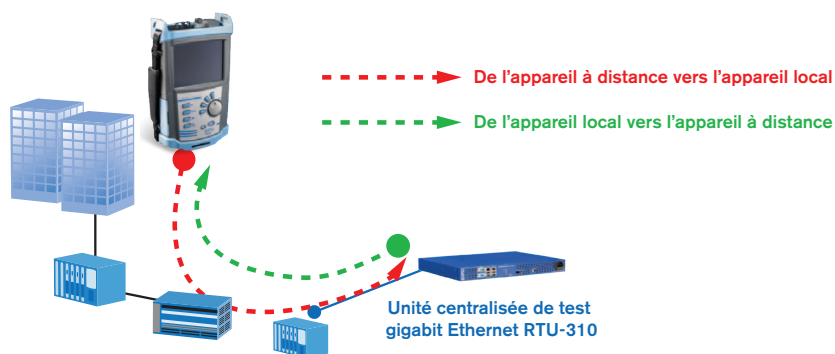 De l'appareil à distance vers l'appareil local
De l'appareil local vers l'appareil à distance
Unité centralisée de test
gigabit Ethernet RTU-310